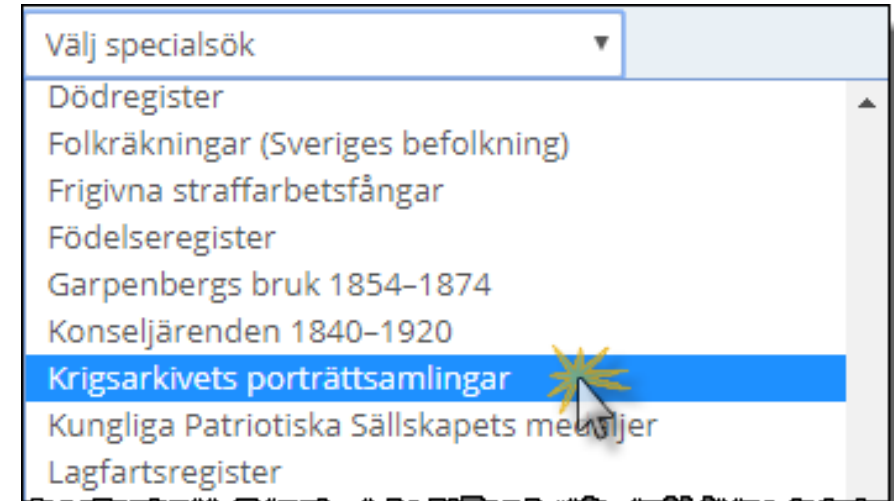 Välj specialsök
Dödregister
Folkräkningar (Sveriges befolkning)
Frigivna straffarbetsfångar
Födelseregister
Garpenbergs bruk 1854–1874
Konseljärenden 1840–1920
Krigsarkivets porträttsamlingar
Kungliga Patriotiska Sällskapets medaljer
Lagfartsregister